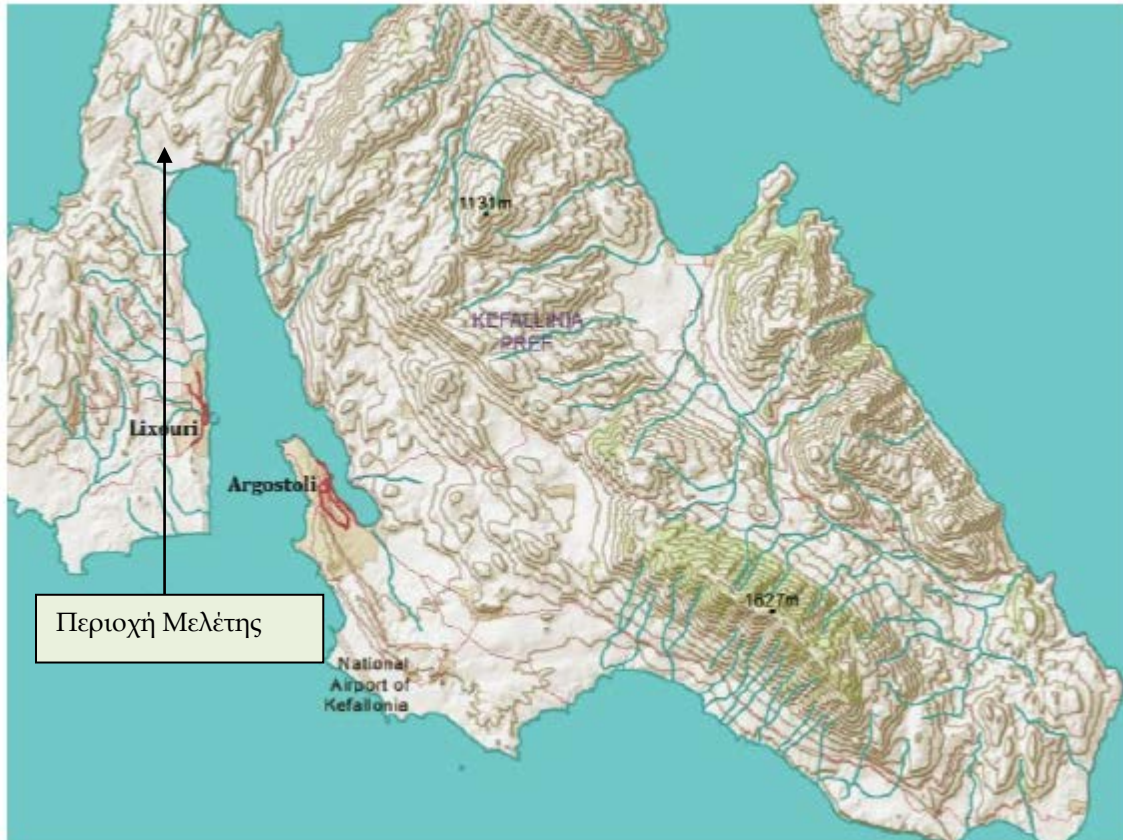 1131m
KEFALLINIA
PREF
Lixouri
Argostoli
1627m
Περιοχή Μελέτης
National
Airport of
Kefallonia